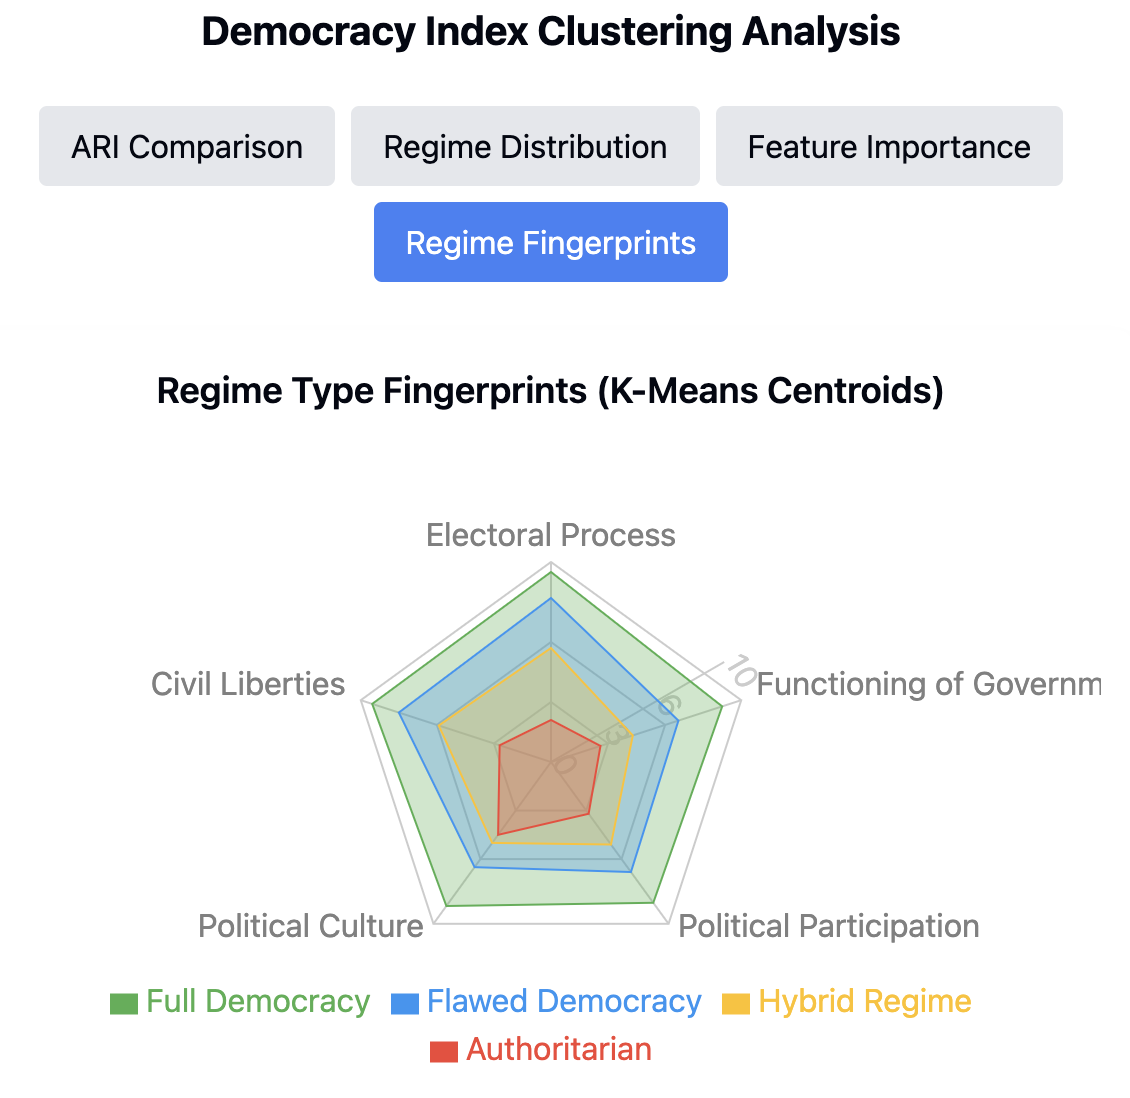 Democracy Index Clustering Analysis
ARI Comparison
Regime Distribution
Feature Importance
Regime Fingerprints
Regime Type Fingerprints (K-Means Centroids)
Electoral Process
10
Civil Liberties
Functioning of Governm
6
3
0
Political Culture
Political Participation
Full Democracy
Flawed Democracy
Hybrid Regime
Authoritarian